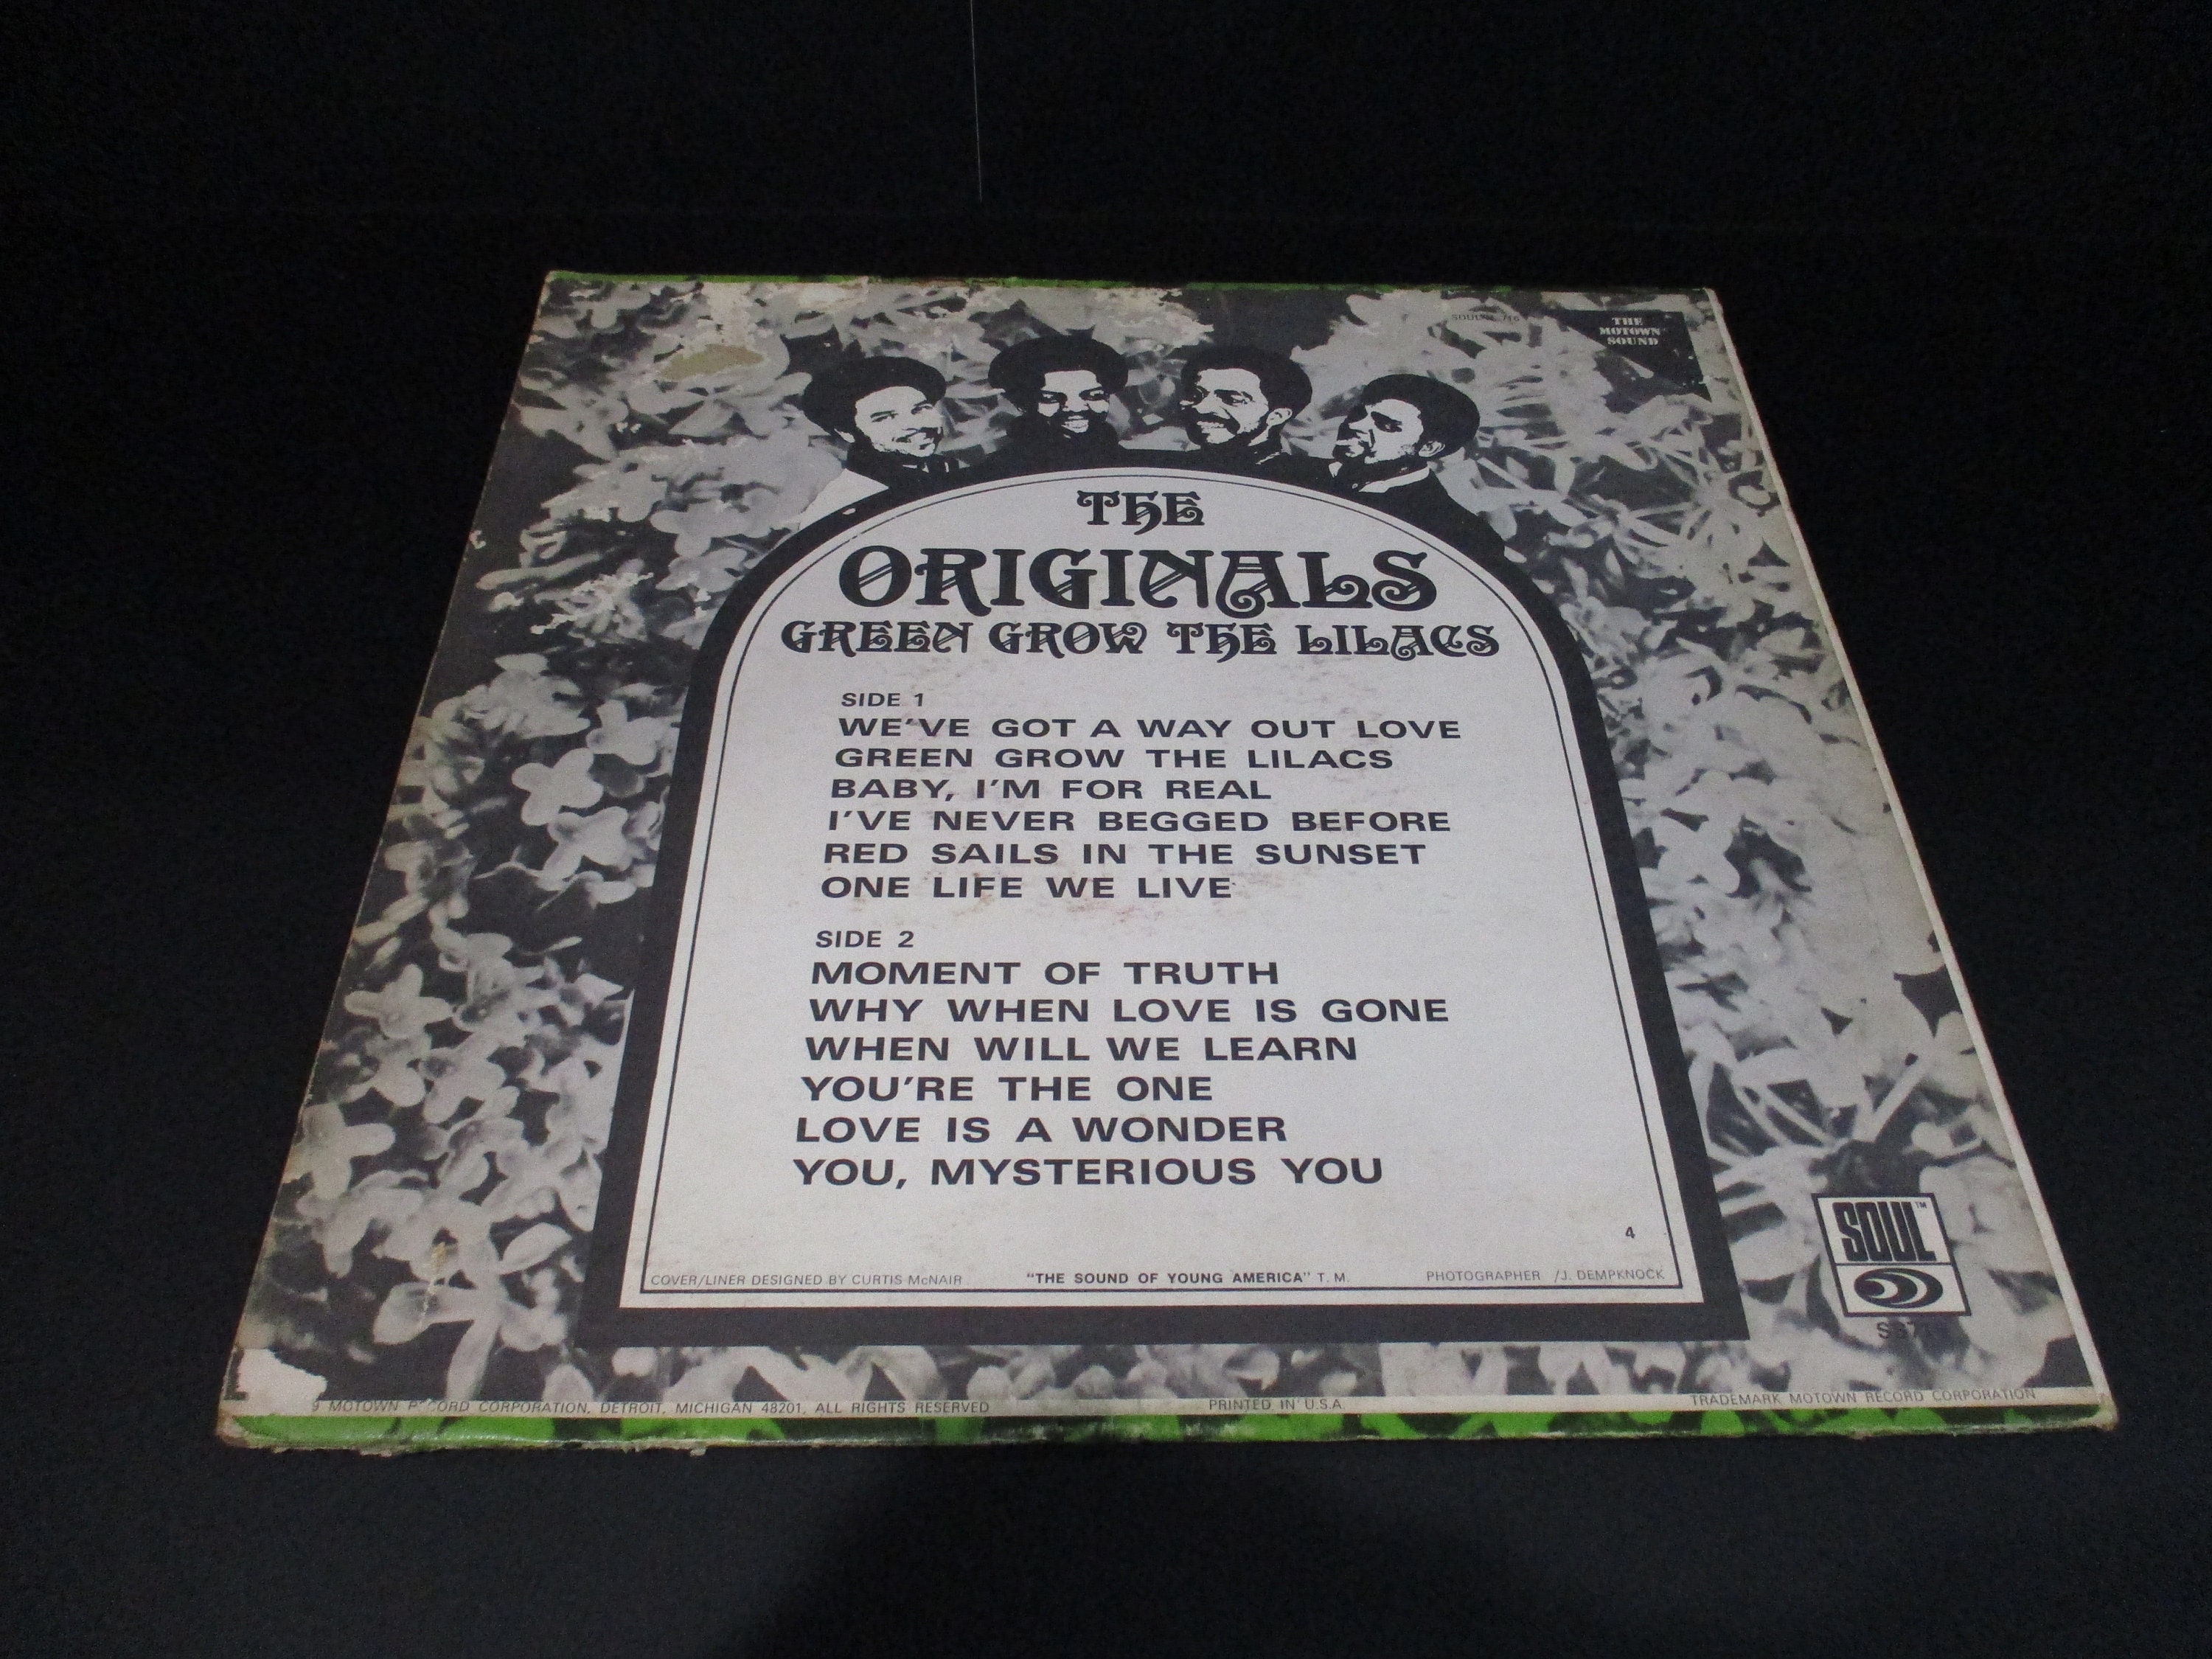 THE
MOTOWN
SOUND
THE
ORIGINALS
GREEN GROW THE LILACS
SIDE 1
WE'VE GOT A WAY OUT LOVE
GREEN GROW THE LILACS
BABY, I'M FOR REAL
I'VE NEVER BEGGED BEFORE
RED SAILS IN THE SUNSET
ONE LIFE WE LIVE
SIDE 2
MOMENT OF TRUTH
WHY WHEN LOVE IS GONE
WHEN WILL WE LEARN
YOU'RE THE ONE
LOVE IS A WONDER
YOU, MYSTERIOUS YOU
4
COVER/LINER DESIGNED BY CURTIS McNAIR "THE SOUND OF YOUNG AMERICA" T.M. PHOTOGRAPHER /J. DEMPKNOCK
SOUL™
MOTOWN CORPORATION, DETROIT, MICHIGAN 48201, ALL RIGHTS RESERVED PRINTED IN U.S.A. TRADEMARK MOTOWN RECORD CORPORATION